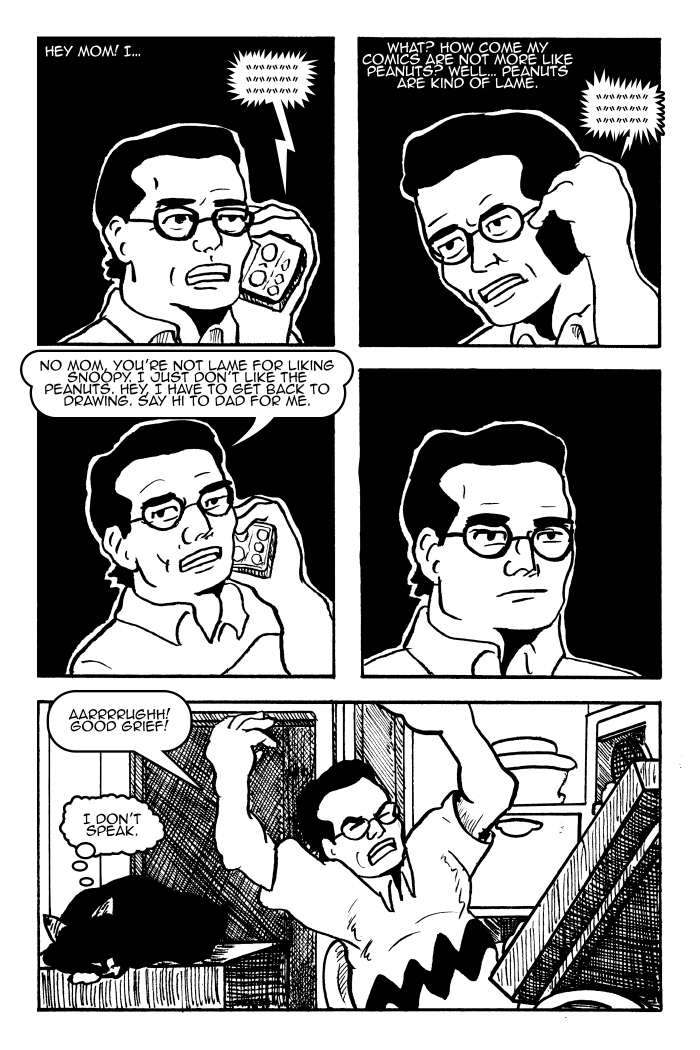 HEY MOM! I...
WHAT? HOW COME MY
COMICS ARE NOT MORE LIKE
PEANUTS? WELL... PEANUTS
ARE KIND OF LAME.
NO MOM, YOU'RE NOT LAME FOR LIKING
SNOOPY. I JUST DON'T LIKE THE
PEANUTS. HEY, I HAVE TO GET BACK TO
DRAWING. SAY HI TO DAD FOR ME.
AARRRRUGHH!
GOOD GRIEF!
I DON'T
SPEAK.